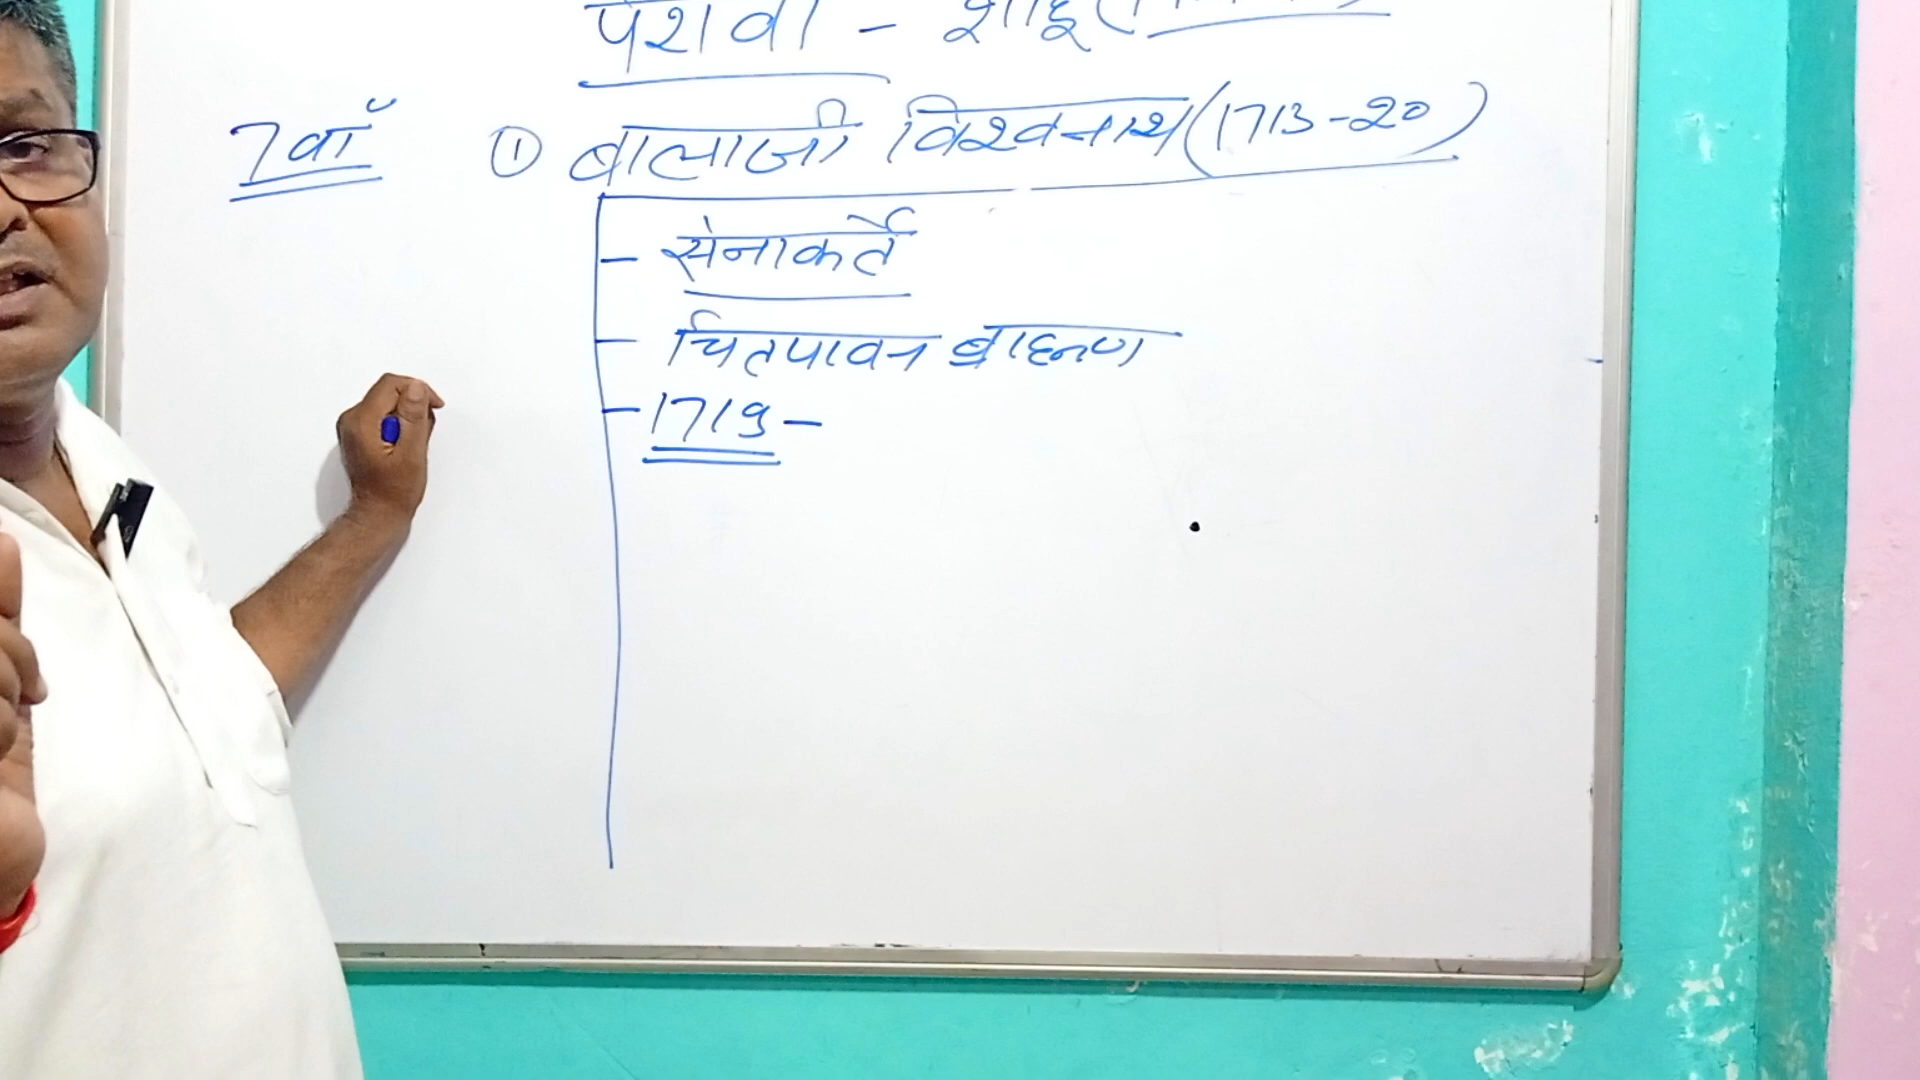 पेशवा - शाहू
7वाँ ① बालाजी विश्वनाथ (1713-20)
- सेनाकर्ते
- चितपावन ब्राह्मण
- 1719 -